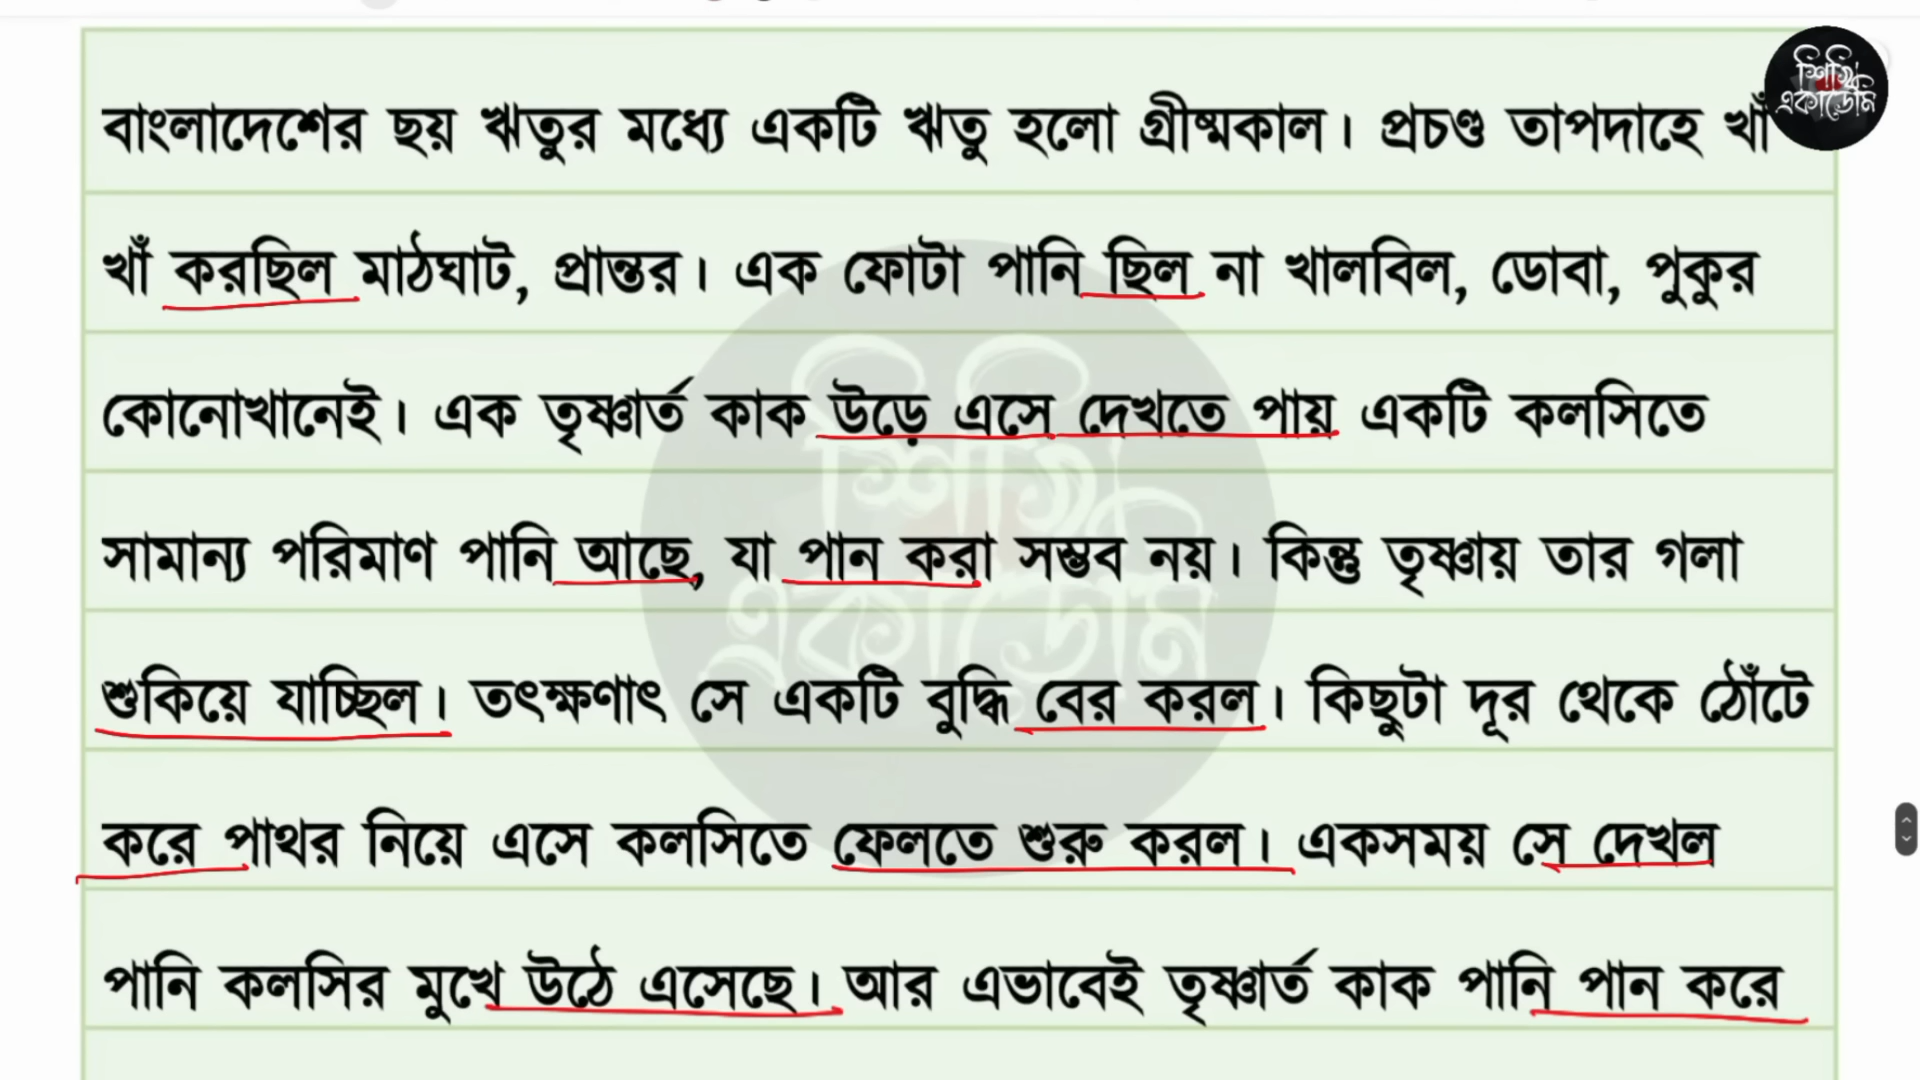 শিখি একাডেমি
বাংলাদেশের ছয় ঋতুর মধ্যে একটি ঋতু হলো গ্রীষ্মকাল। প্রচণ্ড তাপদাহে খাঁ
খাঁ করছিল মাঠঘাট, প্রান্তর। এক ফোটা পানি ছিল না খালবিল, ডোবা, পুকুর
কোনোখানেই। এক তৃষ্ণার্ত কাক উড়ে এসে দেখতে পায় একটি কলসিতে
সামান্য পরিমাণ পানি আছে, যা পান করা সম্ভব নয়। কিন্তু তৃষ্ণায় তার গলা
শুকিয়ে যাচ্ছিল। তৎক্ষণাৎ সে একটি বুদ্ধি বের করল। কিছুটা দূর থেকে ঠোঁটে
করে পাথর নিয়ে এসে কলসিতে ফেলতে শুরু করল। একসময় সে দেখল
পানি কলসির মুখে উঠে এসেছে। আর এভাবেই তৃষ্ণার্ত কাক পানি পান করে